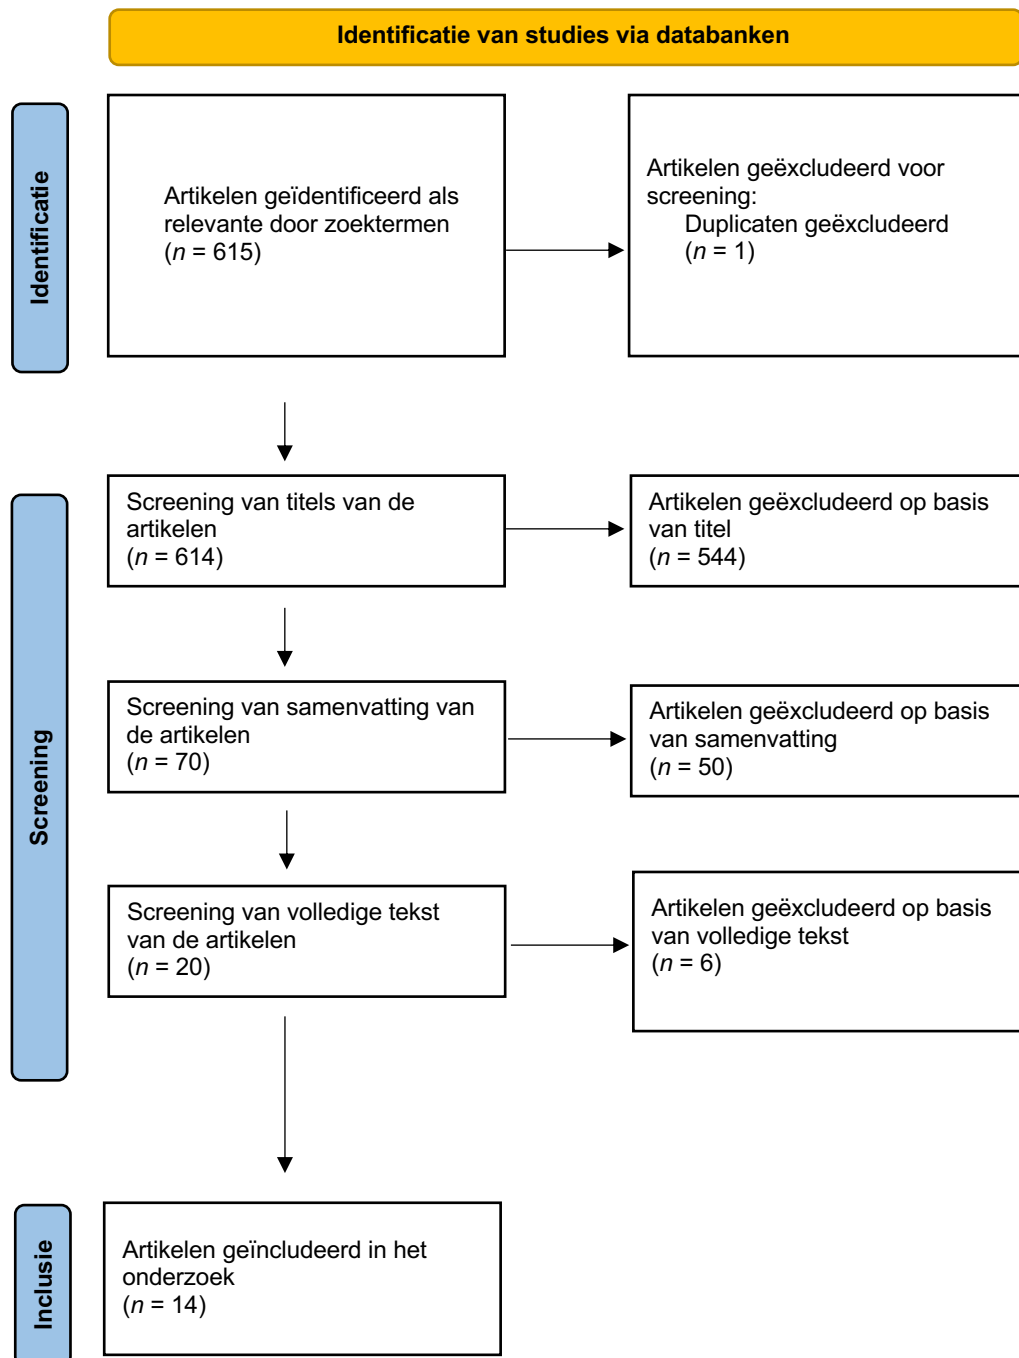 Identificatie van studies via databanken
Identificatie
Artikelen geïdentificeerd als
relevante door zoektermen
(n = 615)
Artikelen geëxcludeerd voor
screening:
Duplicaten geëxcludeerd
(n = 1)
Screening
Screening van titels van de
artikelen
(n = 614)
Artikelen geëxcludeerd op basis
van titel
(n = 544)
Screening van samenvatting van
de artikelen
(n = 70)
Artikelen geëxcludeerd op basis
van samenvatting
(n = 50)
Screening van volledige tekst
van de artikelen
(n = 20)
Artikelen geëxcludeerd op basis
van volledige tekst
(n = 6)
Inclusie
Artikelen geïncludeerd in het
onderzoek
(n = 14)